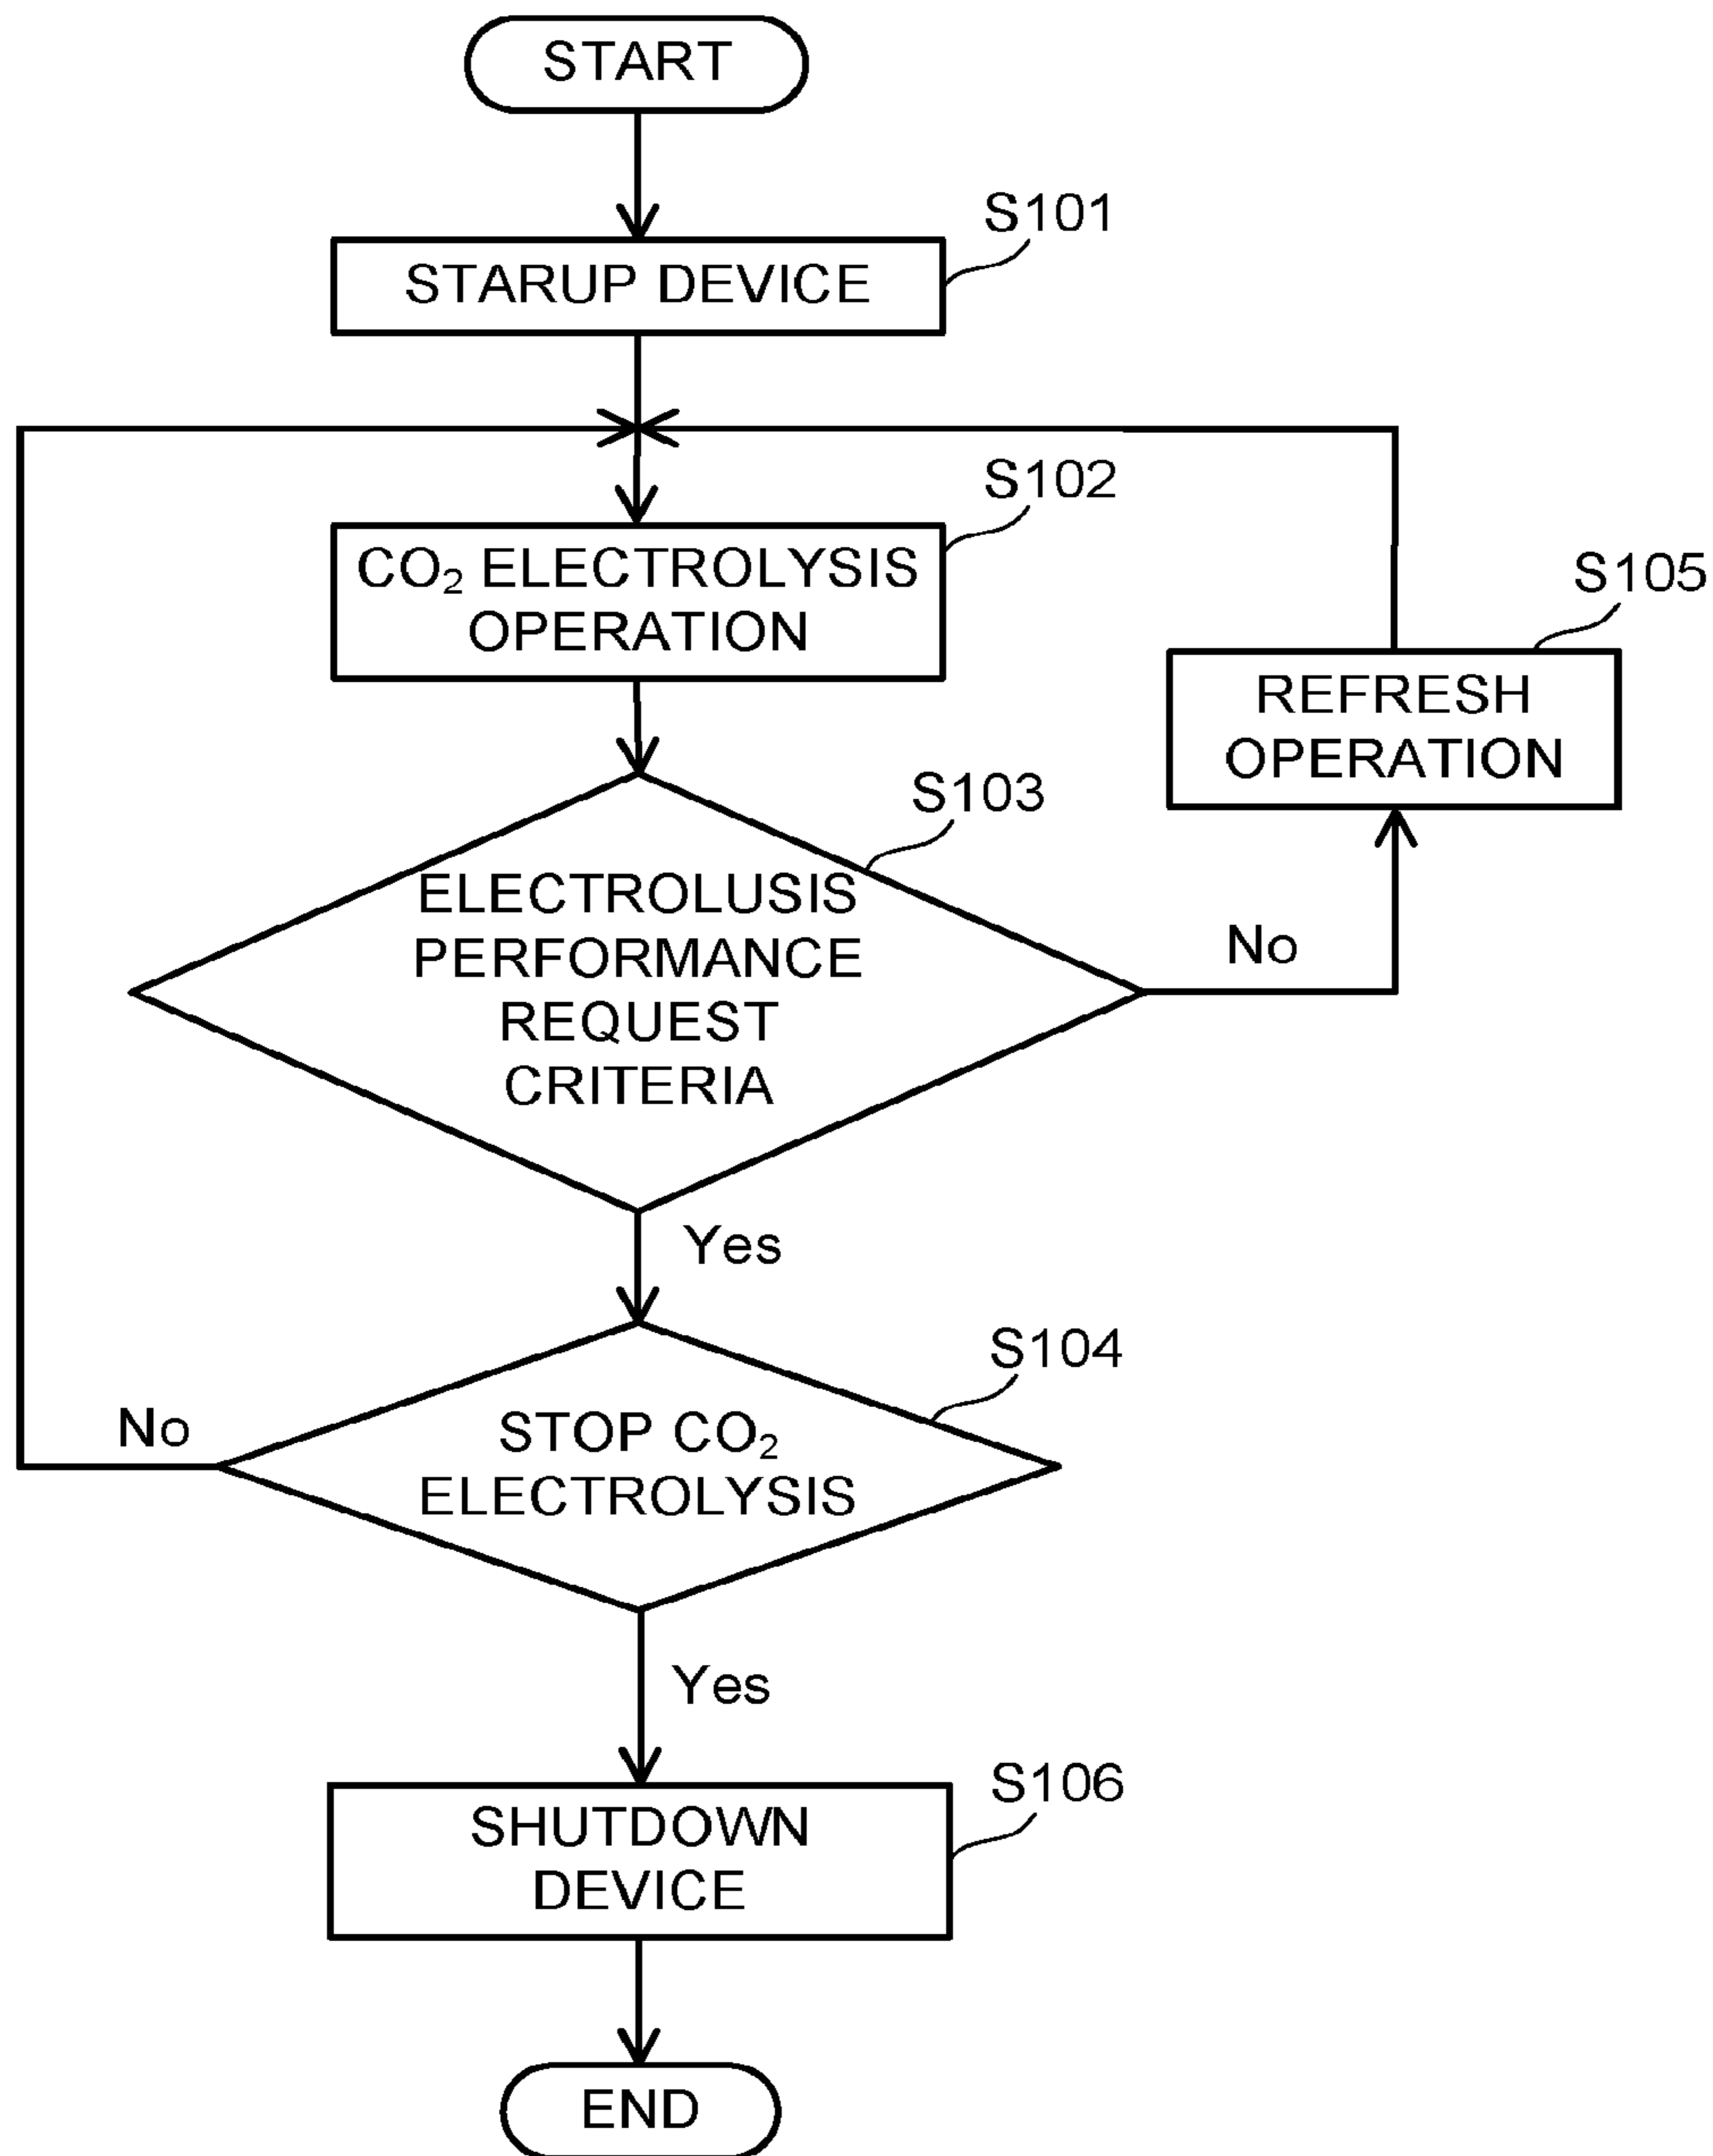 START
S101
STARUP DEVICE
S102
CO₂ ELECTROLYSIS
OPERATION
S105
REFRESH
OPERATION
S103
ELECTROLUSIS
PERFORMANCE
REQUEST
CRITERIA
No
Yes
S104
No
STOP CO₂
ELECTROLYSIS
Yes
S106
SHUTDOWN
DEVICE
END